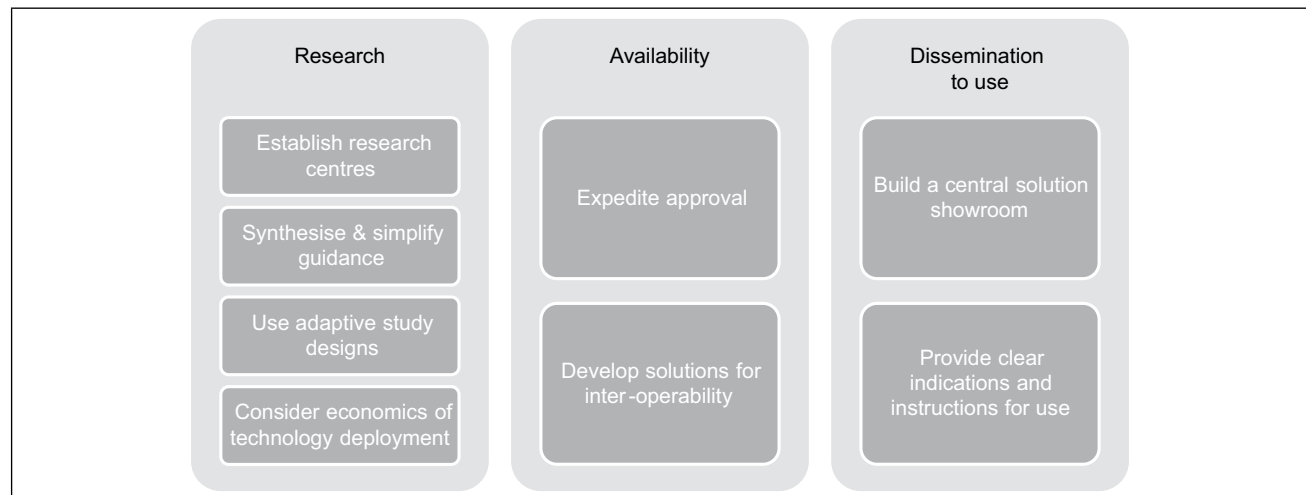 Research
Establish research
centres
Synthesise & simplify
guidance
Use adaptive study
designs
Consider economics of
technology deployment
Availability
Expedite approval
Develop solutions for
inter-operability
Dissemination
to use
Build a central solution
showroom
Provide clear
indications and
instructions for use